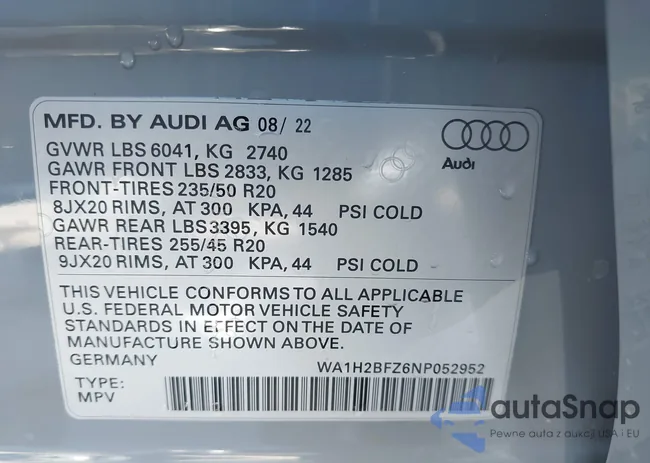 MFD. BY AUDI AG 08/ 22
GVWR LBS 6041, KG 2740
GAWR FRONT LBS 2833, KG 1285
FRONT-TIRES 235/50 R20
8JX20 RIMS, AT 300 KPA, 44 PSI COLD
GAWR REAR LBS3395, KG 1540
REAR-TIRES 255/45 R20
9JX20 RIMS, AT 300 KPA, 44 PSI COLD
Audi
THIS VEHICLE CONFORMS TO ALL APPLICABLE
U.S. FEDERAL MOTOR VEHICLE SAFETY
STANDARDS IN EFFECT ON THE DATE OF
MANUFACTURE SHOWN ABOVE.
GERMANY WA1H2BFZ6NP052952
TYPE:
MPV
autaSnap
Pewne auta z aukcji USA i EU